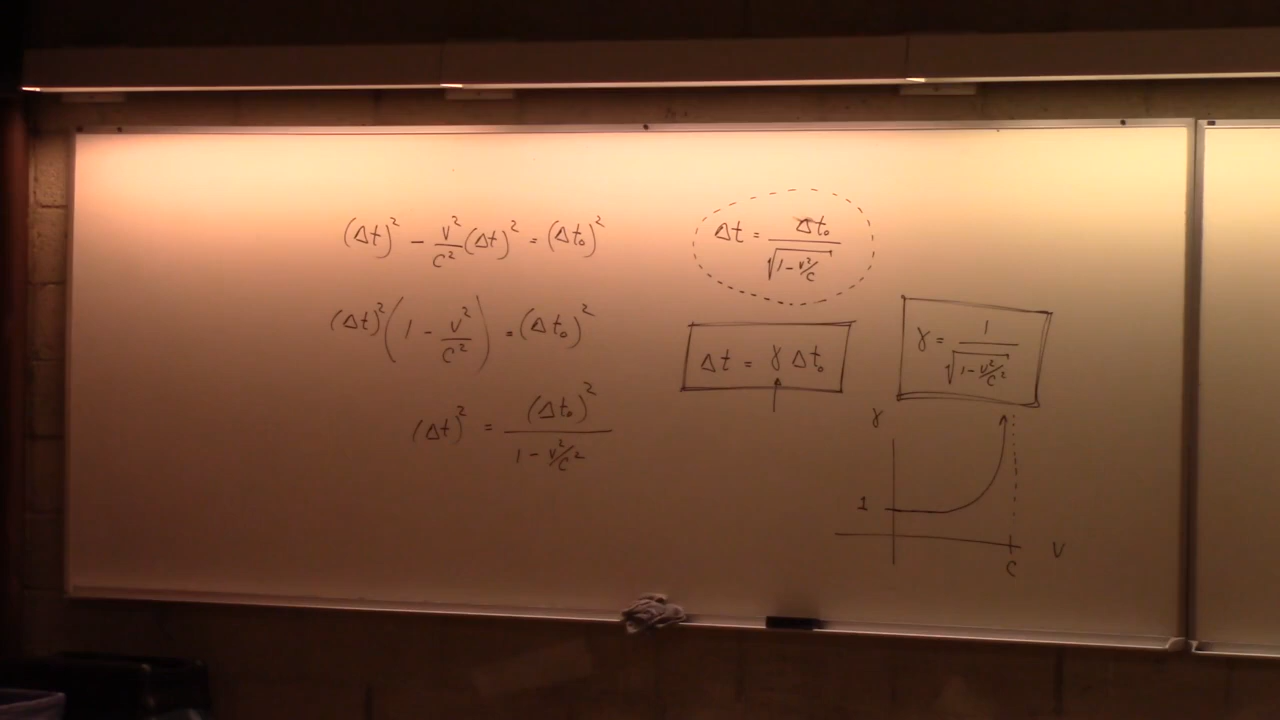 (Δt)² − v²/c² (Δt)² = (Δt₀)²
(Δt)² (1 − v²/c²) = (Δt₀)²
(Δt)² = (Δt₀)² / 1 − v²/c²
Δt = Δt₀ / √1 − v²/c
Δt = γ Δt₀
γ = 1 / √1 − v²/c²
γ
1
c
v